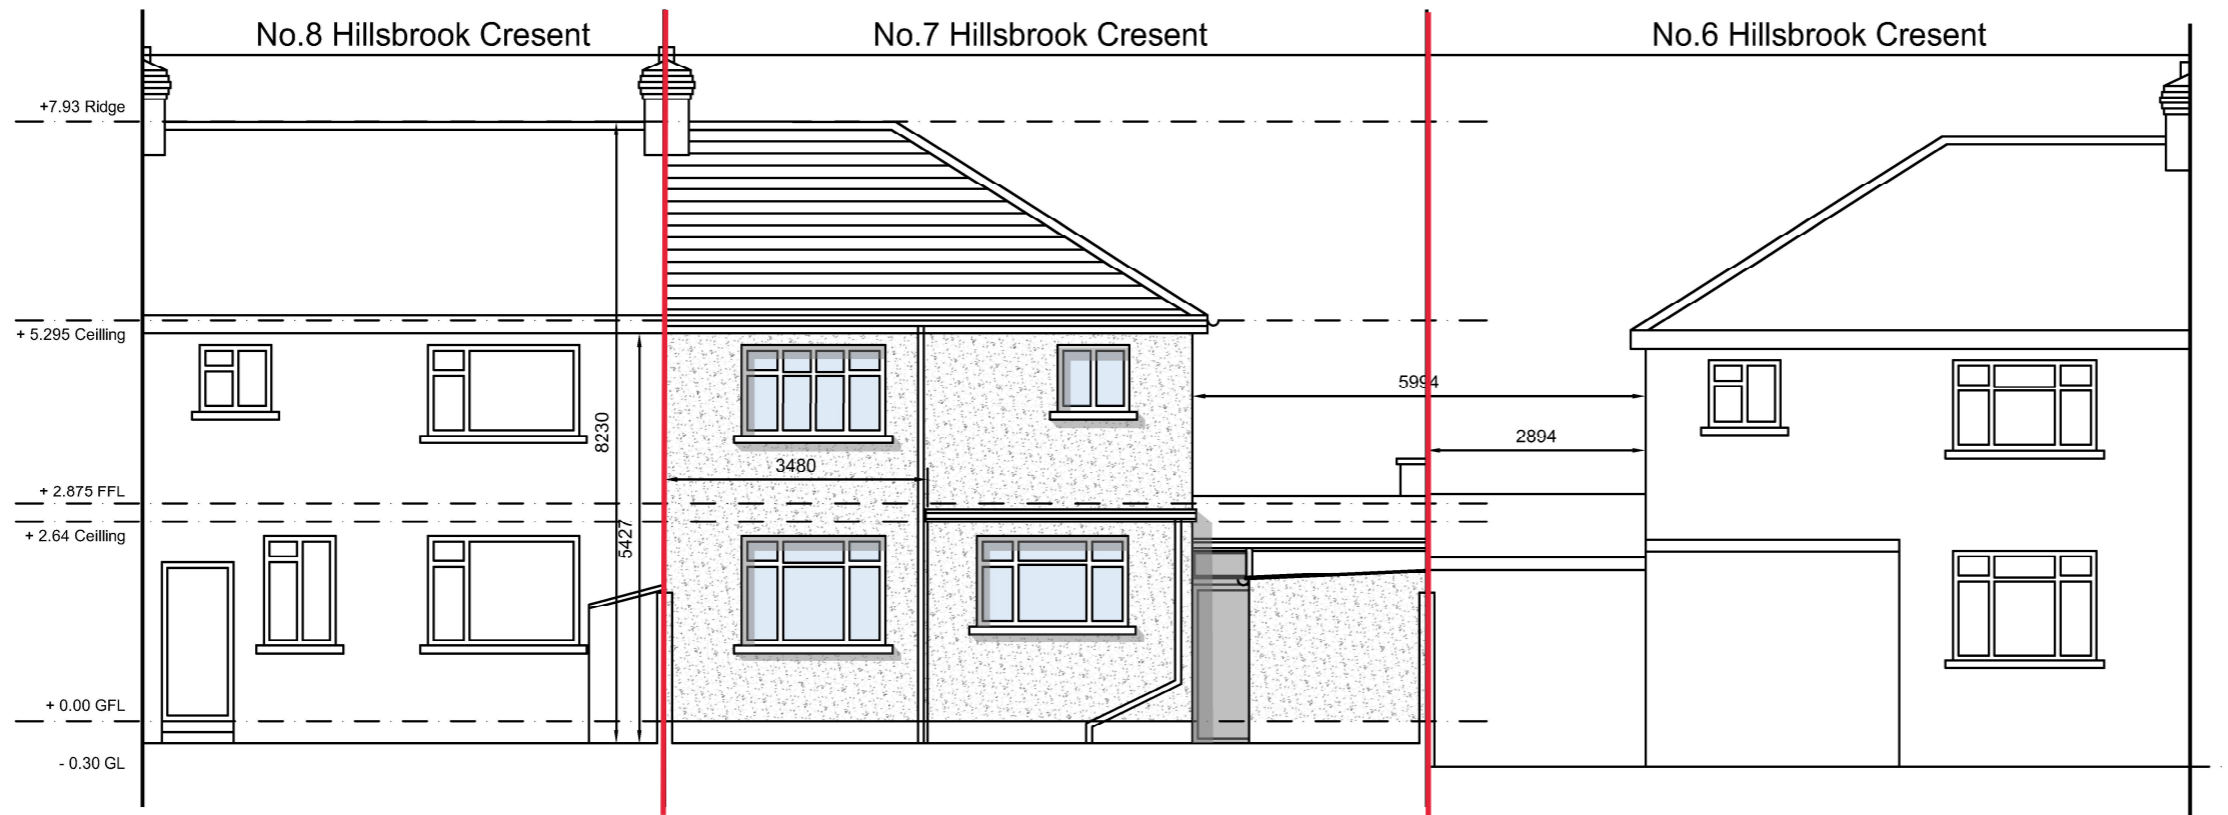 No.8 Hillsbrook Cresent
No.7 Hillsbrook Cresent
No.6 Hillsbrook Cresent
+7.93 Ridge
+ 5.295 Ceilling
5994
8230
2894
3480
+ 2.875 FFL
+ 2.64 Ceilling
5427
+ 0.00 GFL
- 0.30 GL